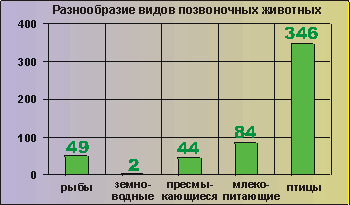 Разнообразие видов позвоночных животных
400
300
200
100
0
49
2
44
84
346
рыбы
земно-
водные
пресмы-
кающиеся
млеко-
питающие
птицы